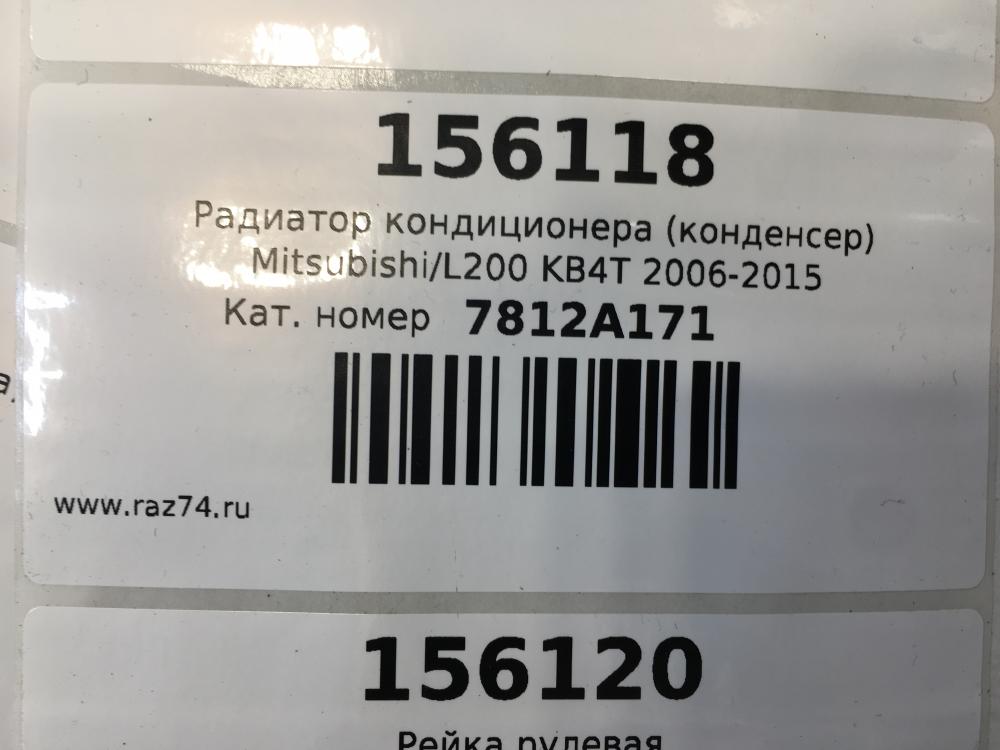 156118
Радиатор кондиционера (конденсер)
Mitsubishi/L200 KB4T 2006-2015
Кат. номер 7812A171
www.raz74.ru
156120
Рейка рулевая